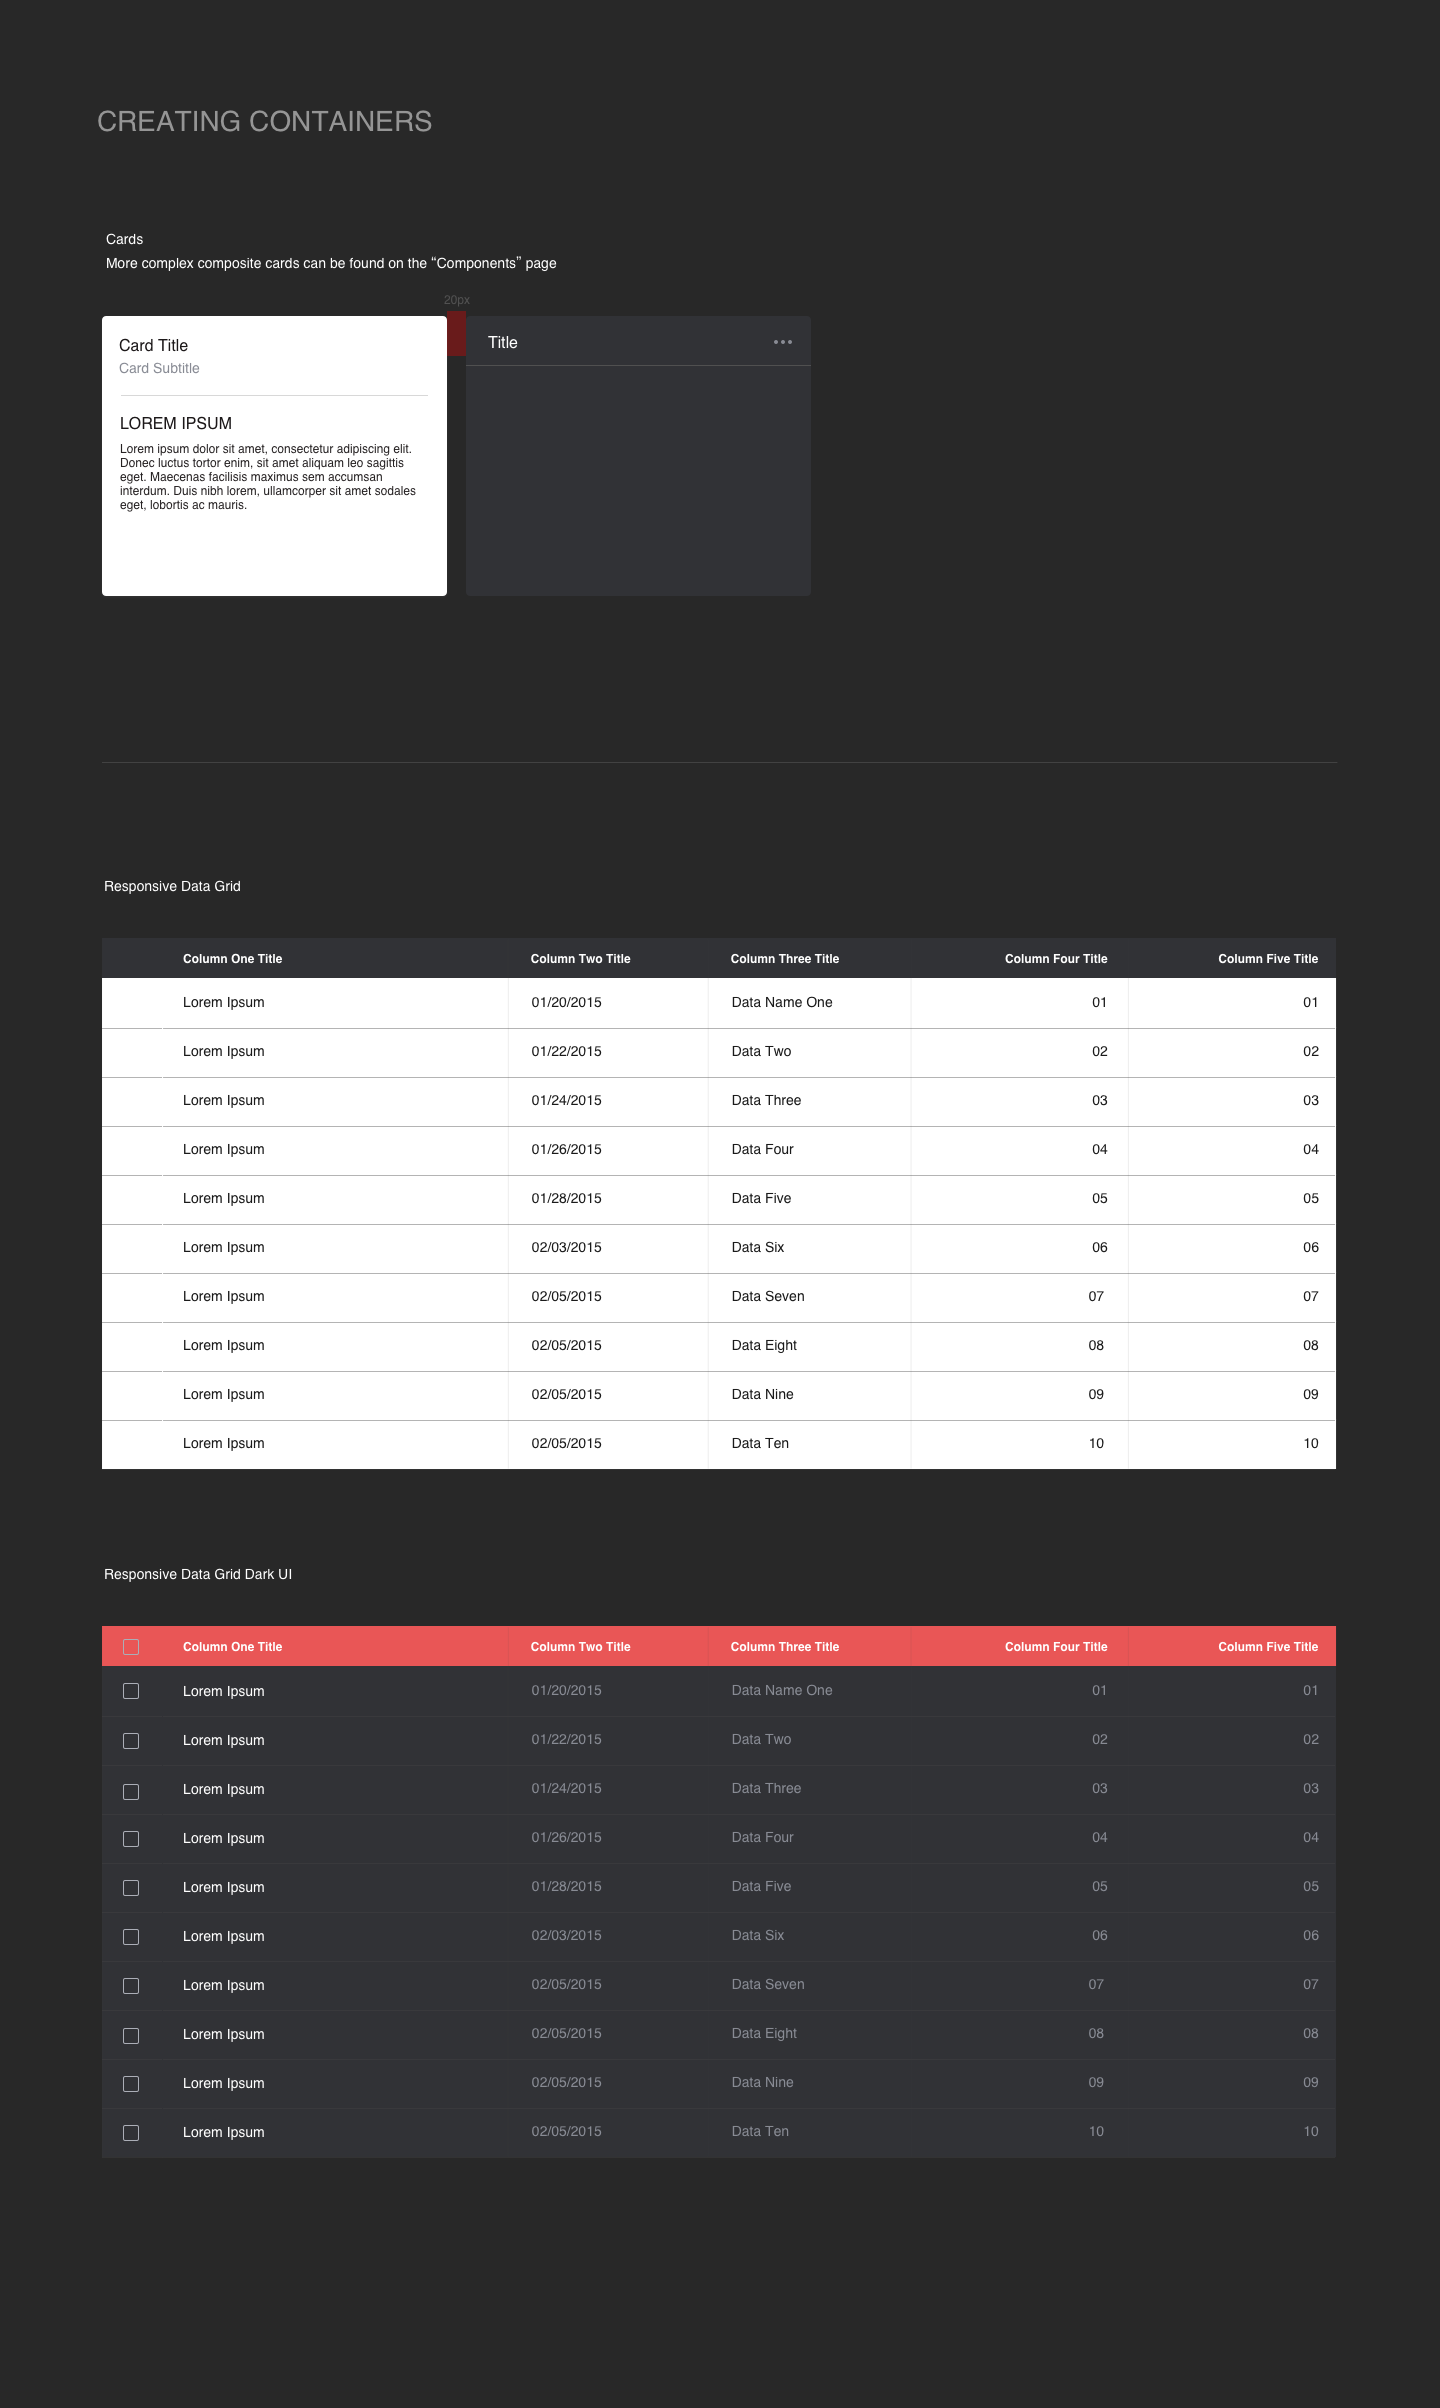 CREATING CONTAINERS
Cards
More complex composite cards can be found on the “Components” page
20px
Card Title
Card Subtitle
LOREM IPSUM
Lorem ipsum dolor sit amet, consectetur adipiscing elit.
Donec luctus tortor enim, sit amet aliquam leo sagittis
eget. Maecenas facilisis maximus sem accumsan
interdum. Duis nibh lorem, ullamcorper sit amet sodales
eget, lobortis ac mauris.
Title
Responsive Data Grid
Column One Title Column Two Title Column Three Title Column Four Title Column Five Title
Lorem Ipsum 01/20/2015 Data Name One 01 01
Lorem Ipsum 01/22/2015 Data Two 02 02
Lorem Ipsum 01/24/2015 Data Three 03 03
Lorem Ipsum 01/26/2015 Data Four 04 04
Lorem Ipsum 01/28/2015 Data Five 05 05
Lorem Ipsum 02/03/2015 Data Six 06 06
Lorem Ipsum 02/05/2015 Data Seven 07 07
Lorem Ipsum 02/05/2015 Data Eight 08 08
Lorem Ipsum 02/05/2015 Data Nine 09 09
Lorem Ipsum 02/05/2015 Data Ten 10 10
Responsive Data Grid Dark UI
Column One Title Column Two Title Column Three Title Column Four Title Column Five Title
Lorem Ipsum 01/20/2015 Data Name One 01 01
Lorem Ipsum 01/22/2015 Data Two 02 02
Lorem Ipsum 01/24/2015 Data Three 03 03
Lorem Ipsum 01/26/2015 Data Four 04 04
Lorem Ipsum 01/28/2015 Data Five 05 05
Lorem Ipsum 02/03/2015 Data Six 06 06
Lorem Ipsum 02/05/2015 Data Seven 07 07
Lorem Ipsum 02/05/2015 Data Eight 08 08
Lorem Ipsum 02/05/2015 Data Nine 09 09
Lorem Ipsum 02/05/2015 Data Ten 10 10